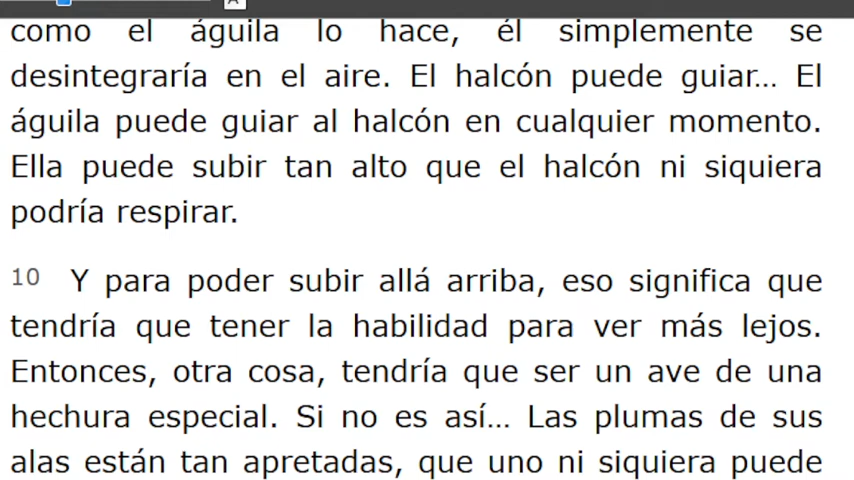 A
como el águila lo hace, él simplemente se
desintegraría en el aire. El halcón puede guiar... El
águila puede guiar al halcón en cualquier momento.
Ella puede subir tan alto que el halcón ni siquiera
podría respirar.
10 Y para poder subir allá arriba, eso significa que
tendría que tener la habilidad para ver más lejos.
Entonces, otra cosa, tendría que ser un ave de una
hechura especial. Si no es así... Las plumas de sus
alas están tan apretadas, que uno ni siquiera puede